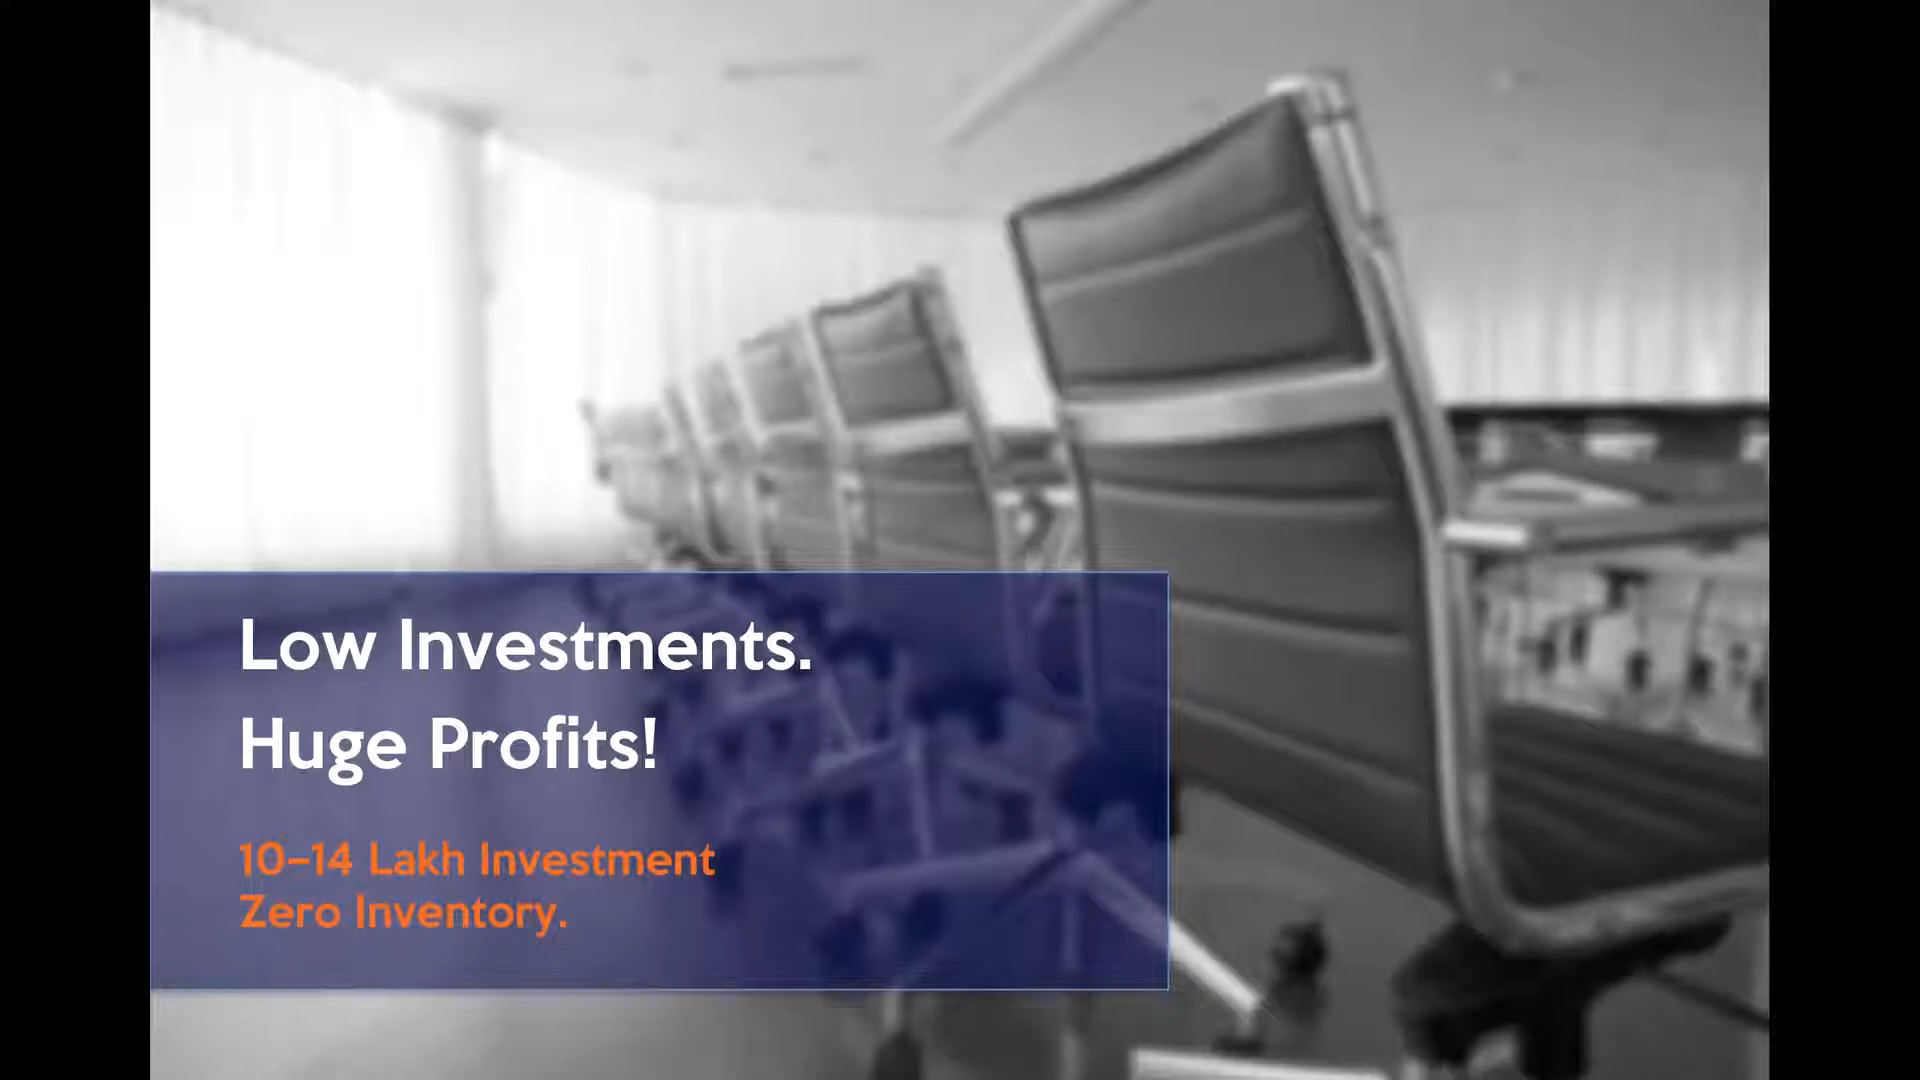 Low Investments.
Huge Profits!
10–14 Lakh Investment
Zero Inventory.